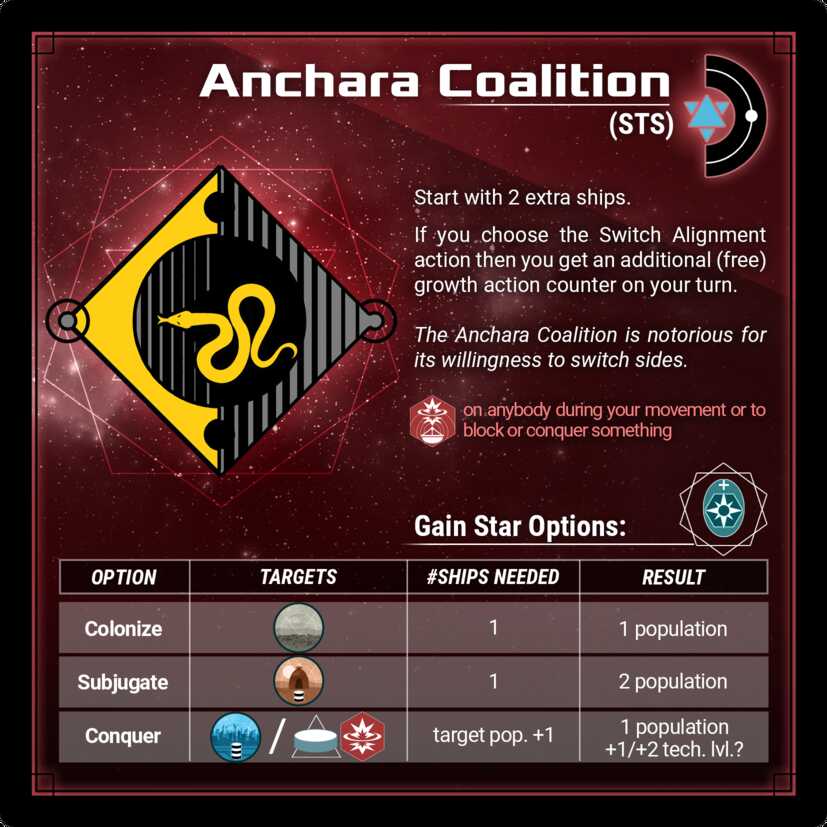 Anchara Coalition
(STS)
Start with 2 extra ships.
If you choose the Switch Alignment
action then you get an additional (free)
growth action counter on your turn.
The Anchara Coalition is notorious for
its willingness to switch sides.
on anybody during your movement or to
block or conquer something
Gain Star Options:
OPTION TARGETS #SHIPS NEEDED RESULT
Colonize 1 1 population
Subjugate 1 2 population
Conquer / target pop. +1 1 population
+1/+2 tech. lvl.?